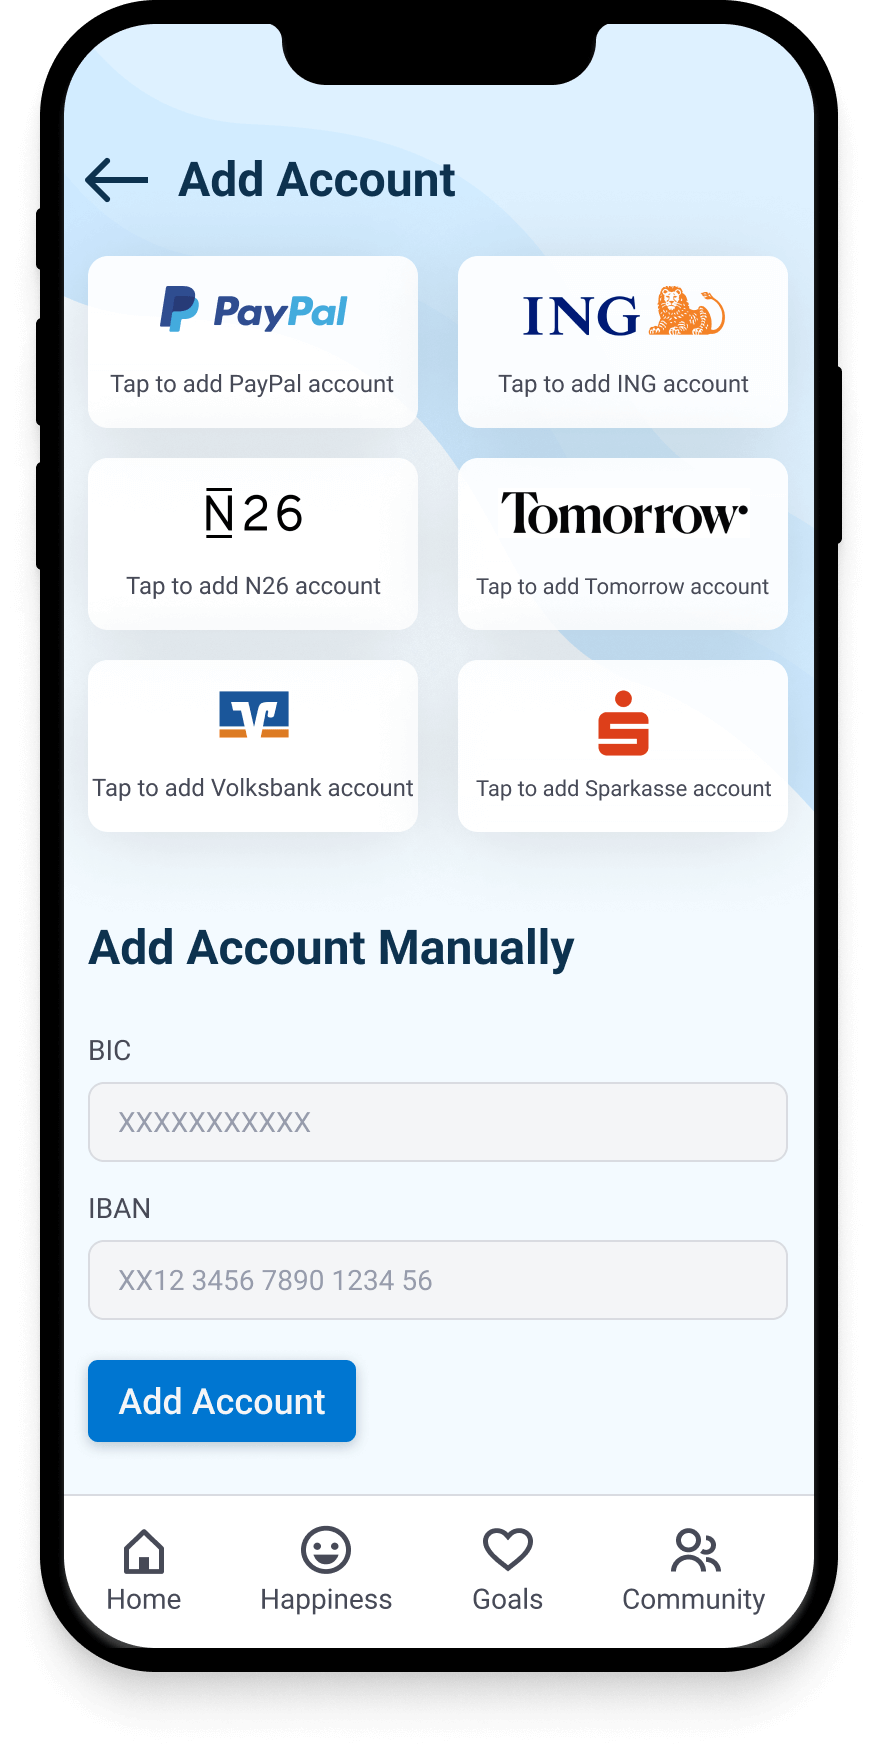 Add Account
PayPal
ING
Tap to add PayPal account
Tap to add ING account
N26
Tomorrow
Tap to add N26 account
Tap to add Tomorrow account
Tap to add Volksbank account
Tap to add Sparkasse account
Add Account Manually
BIC
XXXXXXXXXXX
IBAN
XX12 3456 7890 1234 56
Add Account
Home
Happiness
Goals
Community